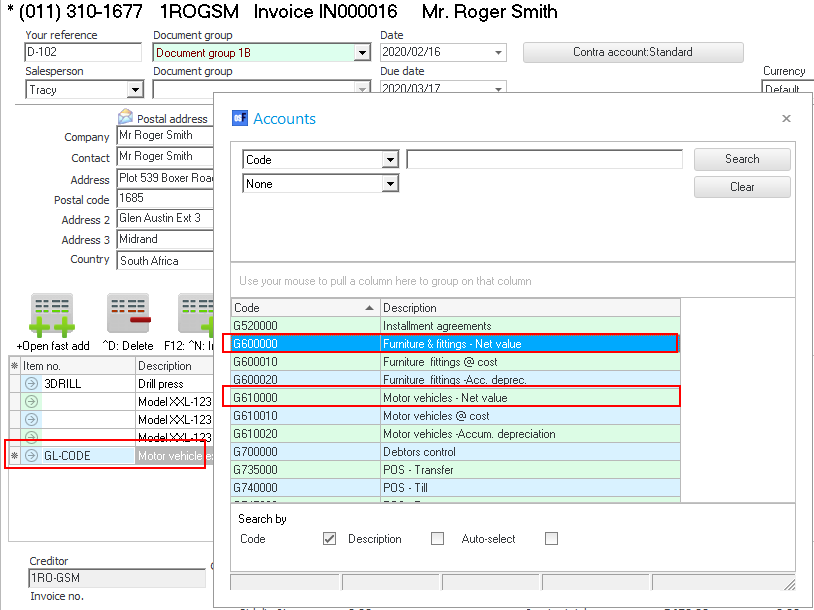 * (011) 310-1677 1ROGSM Invoice IN000016 Mr. Roger Smith
Your reference Document group Date
D-102 Document group 1B 2020/02/16 Contra account:Standard
Salesperson Document group Due date Currency
Tracy 2020/03/17 Default
Postal address
Company Mr Roger Smith
Contact Mr Roger Smith
Address Plot 539 Boxer Road
Postal code 1685
Address 2 Glen Austin Ext 3
Address 3 Midrand
Country South Africa
+Open fast add ^D: Delete F12: ^N: In
* Item no. Description
3DRILL Drill press
Model XXL-123
Model XXL-123
Model XXL-123
* GL-CODE Motor vehicle
Creditor
1RO-GSM
Invoice no.
Accounts
Code Search
None Clear
Use your mouse to pull a column here to group on that column
Code Description
G520000 Installment agreements
G600000 Furniture & fittings - Net value
G600010 Furniture fittings @ cost
G600020 Furniture fittings -Acc. deprec.
G610000 Motor vehicles - Net value
G610010 Motor vehicles @ cost
G610020 Motor vehicles -Accum. depreciation
G700000 Debtors control
G735000 POS - Transfer
G740000 POS - Till
Search by
Code Description Auto-select